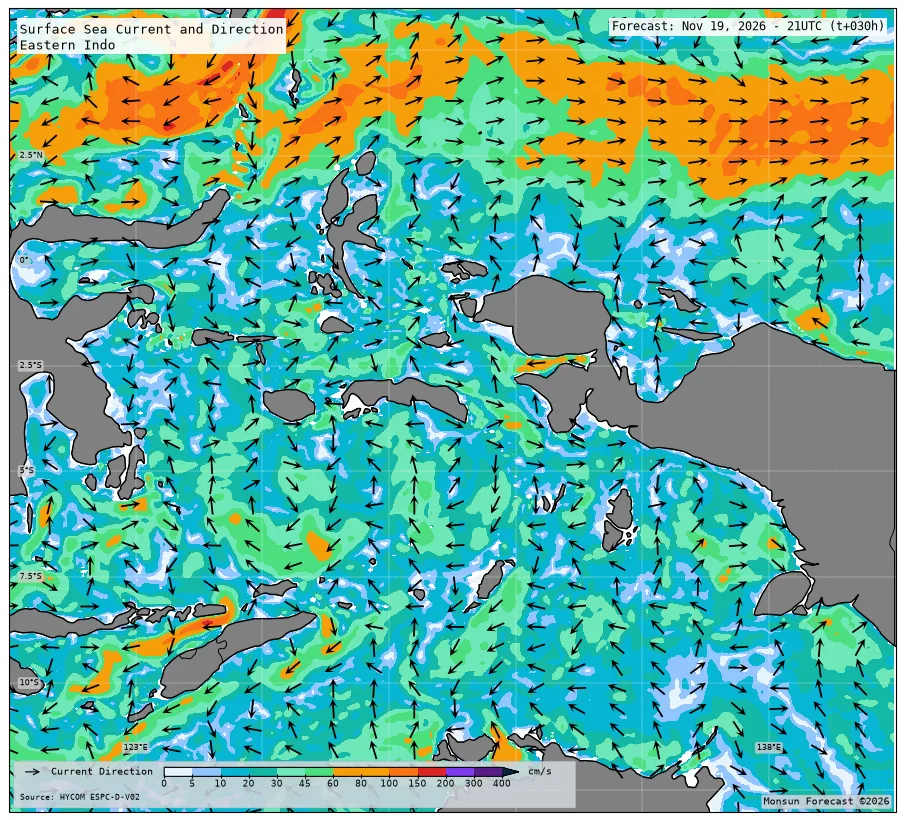 Surface Sea Current and Direction
Eastern Indo
Forecast: Nov 19, 2026 - 21UTC (t+030h)
2.5°N
0°
2.5°S
5°S
7.5°S
10°S
123°E
138°E
Current Direction
0 5 10 20 30 45 60 80 100 150 200 300 400
cm/s
Source: HYCOM ESPC-D-V02
Monsun Forecast ©2026